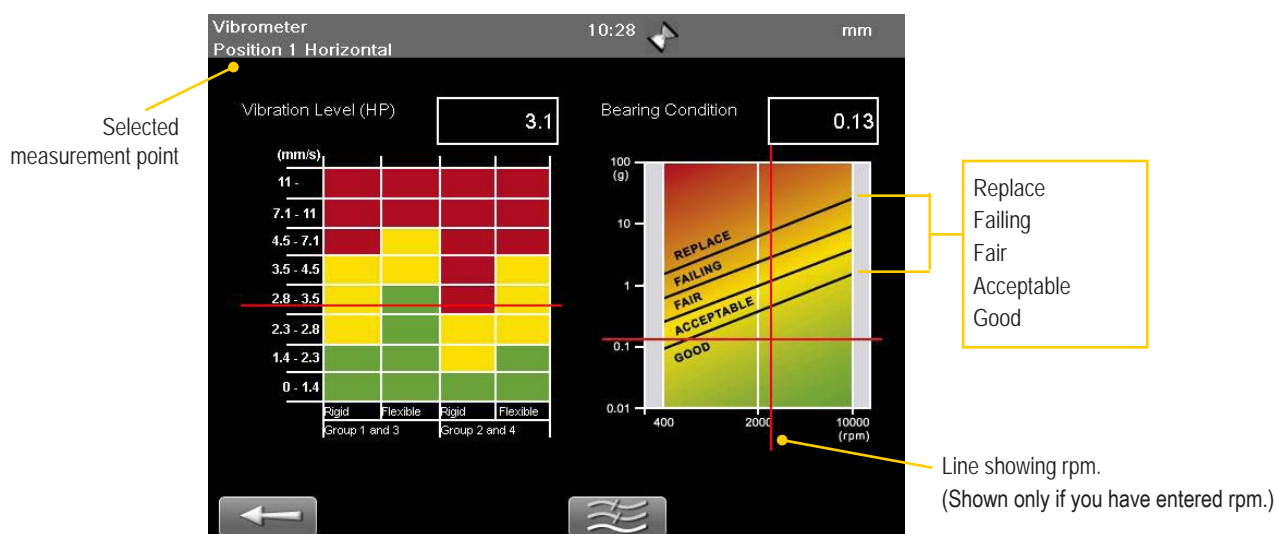 Vibrometer
Position 1 Horizontal
10:28
mm
Selected
measurement point
Vibration Level (HP)
3.1
(mm/s)
11 -
7.1 - 11
4.5 - 7.1
3.5 - 4.5
2.8 - 3.5
2.3 - 2.8
1.4 - 2.3
0 - 1.4
Rigid
Flexible
Rigid
Flexible
Group 1 and 3
Group 2 and 4
Bearing Condition
0.13
100
(g)
10
1
0.1
0.01
REPLACE
FAILING
FAIR
ACCEPTABLE
GOOD
400
2000
10000
(rpm)
Replace
Failing
Fair
Acceptable
Good
Line showing rpm.
(Shown only if you have entered rpm.)